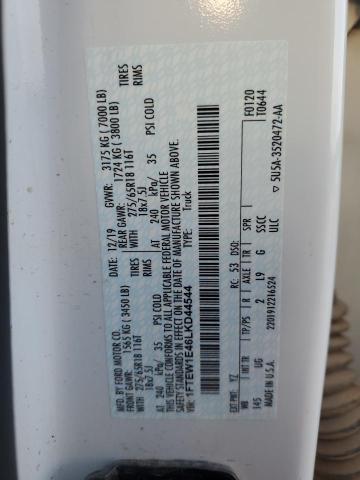 MFD. BY FORD MOTOR CO.
DATE: 12/19 GVWR: 3175 KG (7000 LB)
FRONT GAWR: 1565 KG (3450 LB) REAR GAWR: 1724 KG (3800 LB)
WITH 275/65R18 116T TIRES WITH 275/65R18 116T TIRES
18x7.5J RIMS 18x7.5J RIMS
AT 240 kPa/ 35 PSI COLD AT 240 kPa/ 35 PSI COLD
THIS VEHICLE CONFORMS TO ALL APPLICABLE FEDERAL MOTOR VEHICLE
SAFETY STANDARDS IN EFFECT ON THE DATE OF MANUFACTURE SHOWN ABOVE.
VIN: 1FTEW1E46LKD44544
TYPE: Truck
F0120
T0644
EXT PNT: YZ RC: 53 DSO:
WB INT TR TP/PS R AXLE TR SPR
145 UG 2 L9 G SSCC
2201912216524 ULC
MADE IN U.S.A. ▽ 5U5A-3520472-AA